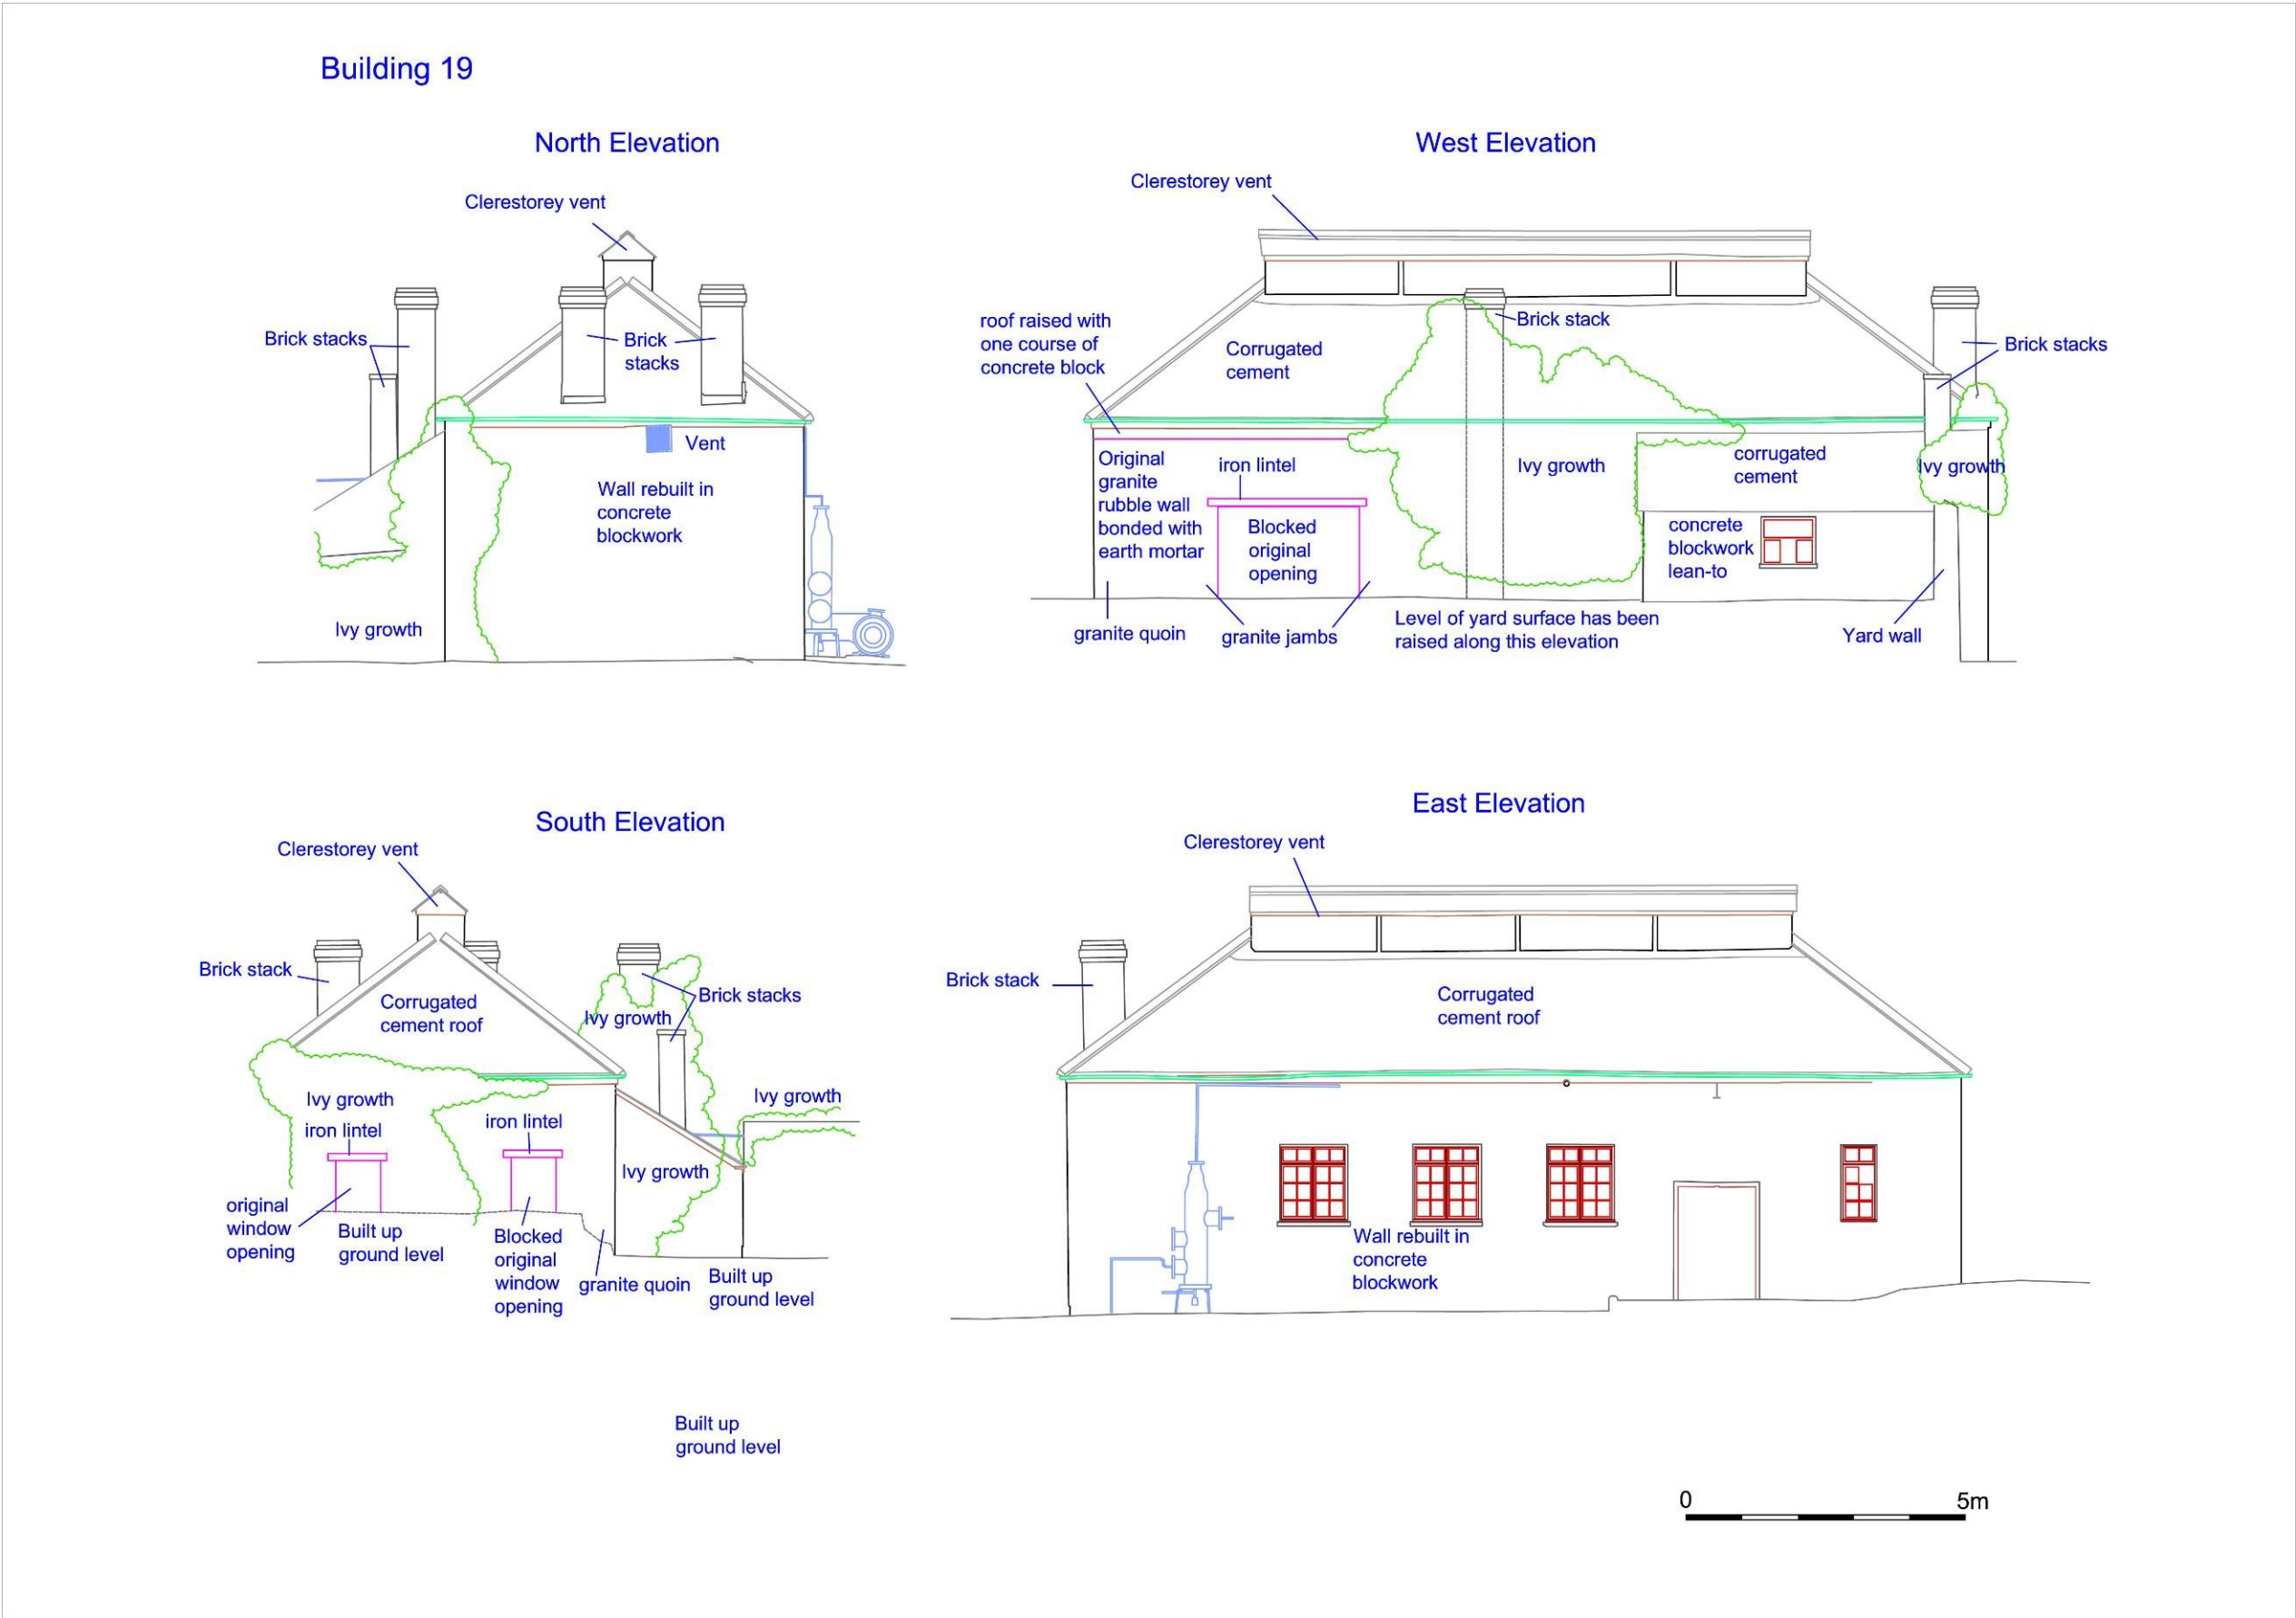 Building 19
North Elevation
Clerestorey vent
Brick stacks
Brick
stacks
Vent
Wall rebuilt in
concrete
blockwork
Ivy growth
West Elevation
Clerestorey vent
roof raised with
one course of
concrete block
Corrugated
cement
Brick stack
Brick stacks
Original
granite
rubble wall
bonded with
earth mortar
iron lintel
Blocked
original
opening
Ivy growth
corrugated
cement
Ivy growth
concrete
blockwork
lean-to
granite quoin
granite jambs
Level of yard surface has been
raised along this elevation
Yard wall
South Elevation
Clerestorey vent
Brick stack
Corrugated
cement roof
Ivy growth
Brick stacks
Ivy growth
iron lintel
iron lintel
Ivy growth
Ivy growth
original
window
opening
Built up
ground level
Blocked
original
window
opening
granite quoin
Built up
ground level
Built up
ground level
East Elevation
Clerestorey vent
Brick stack
Corrugated
cement roof
Wall rebuilt in
concrete
blockwork
0 5m